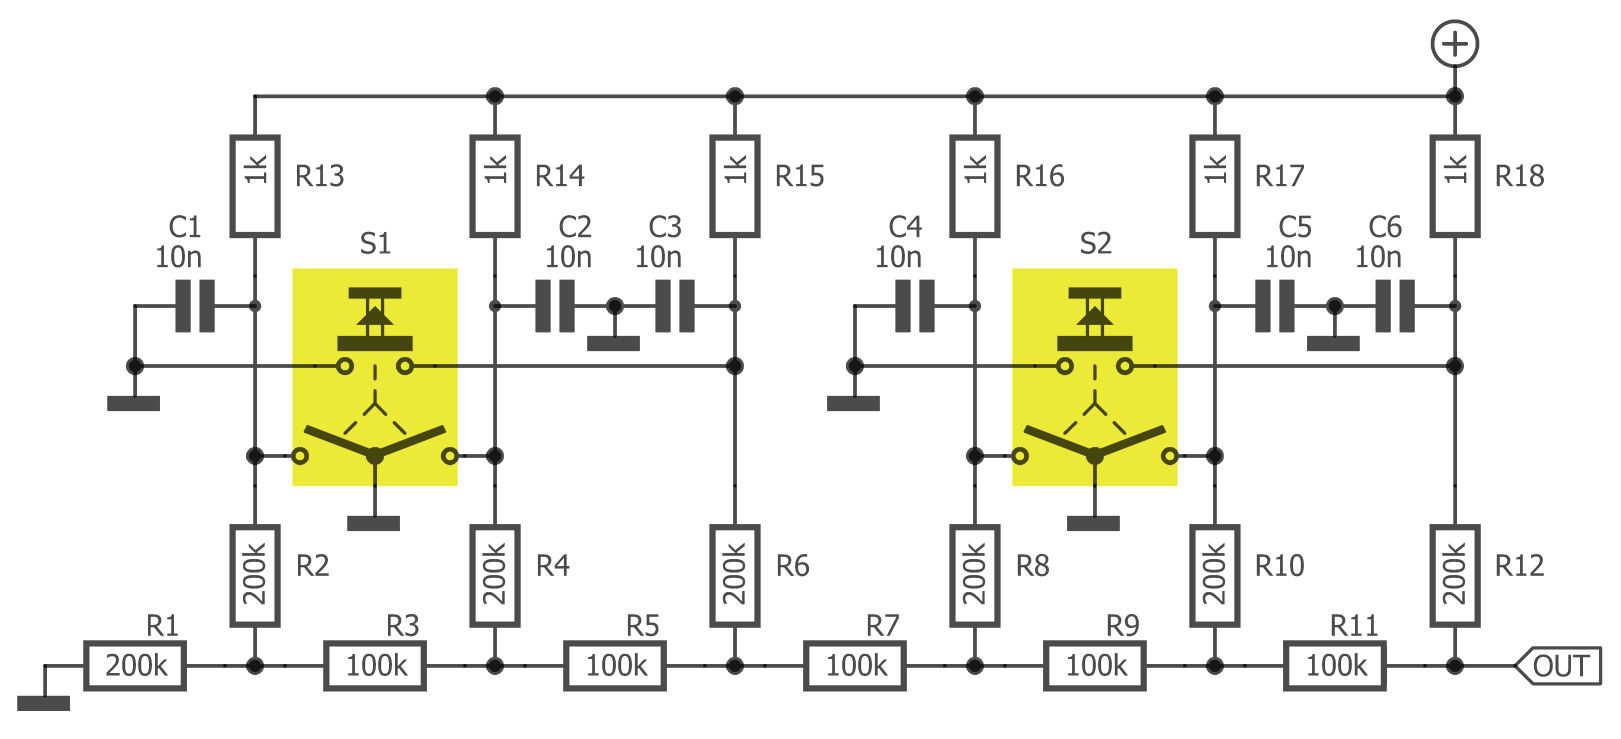 1k R13
1k R14
1k R15
1k R16
1k R17
1k R18
C1
10n
S1
C2
10n
C3
10n
C4
10n
S2
C5
10n
C6
10n
200k R2
200k R4
200k R6
200k R8
200k R10
200k R12
R1
200k
R3
100k
R5
100k
R7
100k
R9
100k
R11
100k
OUT